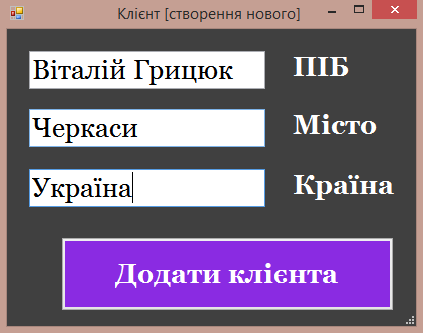 Клієнт [створення нового]
Віталій Грицюк ПІБ
Черкаси Місто
Україна Країна
Додати клієнта